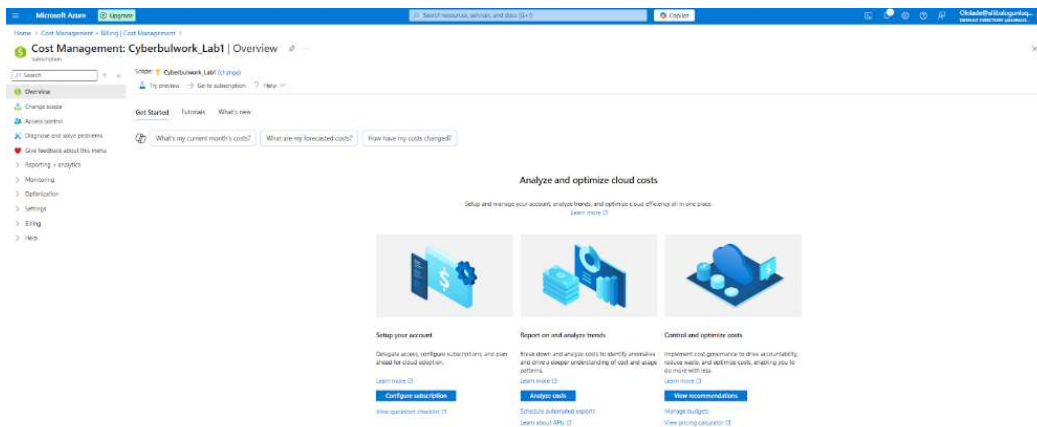 Microsoft Azure
Upgrade
Search resources, services, and docs (G+/)
Copilot
DEFAULT DIRECTORY
Home > Cost Management + Billing | Cost Management >
Cost Management: Cyberbulwork_Lab1 | Overview
Subscription
Search
Scope: Cyberbulwork_Lab1 (change)
Try preview
Go to subscription
Help
Overview
Change scope
Access control
Diagnose and solve problems
Give feedback about this menu
Reporting + analytics
Monitoring
Optimization
Settings
Billing
Help
Get Started
Tutorials
What's new
What's my current month's costs?
What are my forecasted costs?
How have my costs changed?
Analyze and optimize cloud costs
Setup and manage your account, analyze trends, and optimize cloud efficiency all in one place.
Learn more
Setup your account
Delegate access, configure subscriptions, and plan
ahead for cloud adoption.
Learn more
Configure subscription
View quickstart checklist
Report on and analyze trends
Break down and analyze costs to identify anomalies
and drive a deeper understanding of cost and usage
patterns.
Learn more
Analyze costs
Schedule automated exports
Learn about APIs
Control and optimize costs
Implement cost governance to drive accountability,
reduce waste, and optimize costs, enabling you to
do more with less.
Learn more
View recommendations
Manage budgets
View pricing calculator